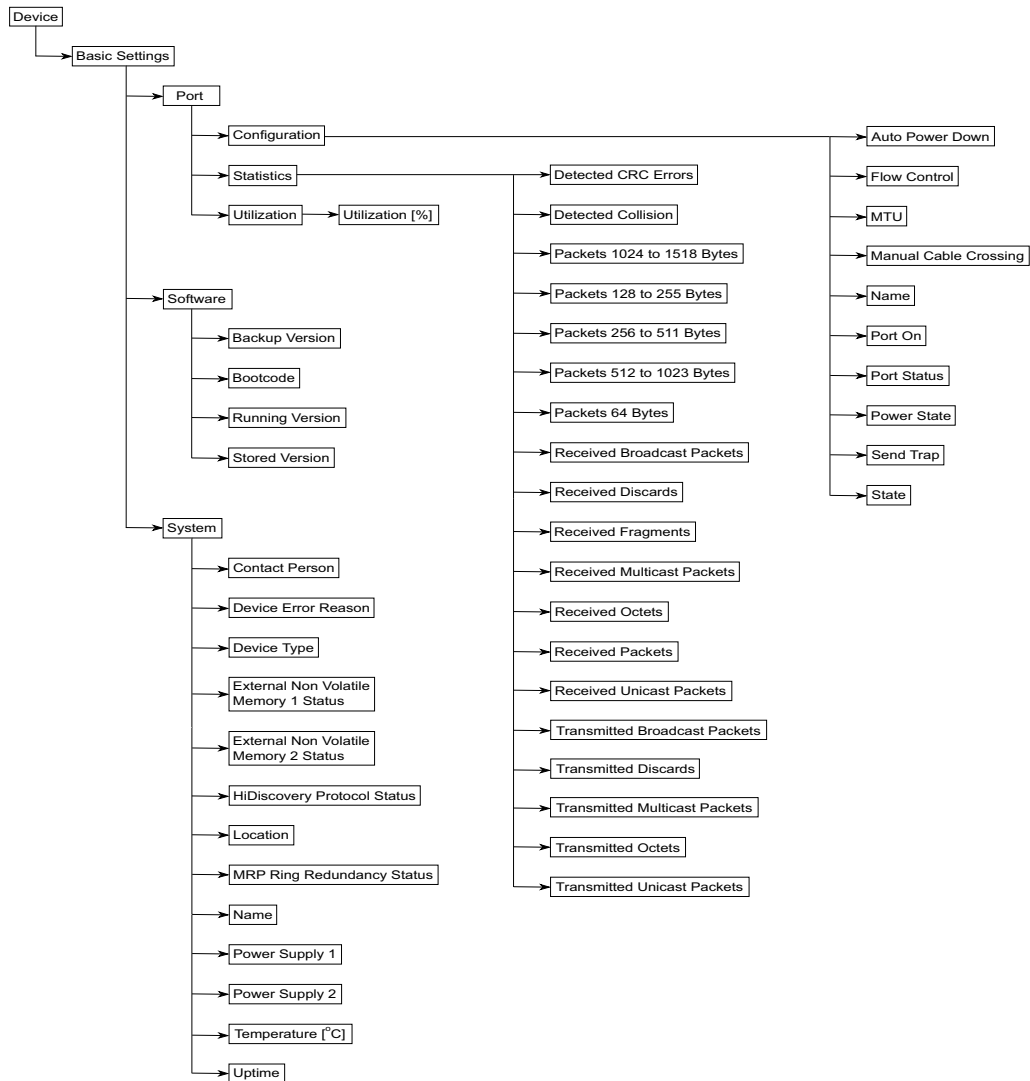 Device
Basic Settings
Port
Configuration
Auto Power Down
Flow Control
MTU
Manual Cable Crossing
Name
Port On
Port Status
Power State
Send Trap
State
Statistics
Detected CRC Errors
Detected Collision
Packets 1024 to 1518 Bytes
Packets 128 to 255 Bytes
Packets 256 to 511 Bytes
Packets 512 to 1023 Bytes
Packets 64 Bytes
Received Broadcast Packets
Received Discards
Received Fragments
Received Multicast Packets
Received Octets
Received Packets
Received Unicast Packets
Transmitted Broadcast Packets
Transmitted Discards
Transmitted Multicast Packets
Transmitted Octets
Transmitted Unicast Packets
Utilization
Utilization [%]
Software
Backup Version
Bootcode
Running Version
Stored Version
System
Contact Person
Device Error Reason
Device Type
External Non Volatile
Memory 1 Status
External Non Volatile
Memory 2 Status
HiDiscovery Protocol Status
Location
MRP Ring Redundancy Status
Name
Power Supply 1
Power Supply 2
Temperature [°C]
Uptime